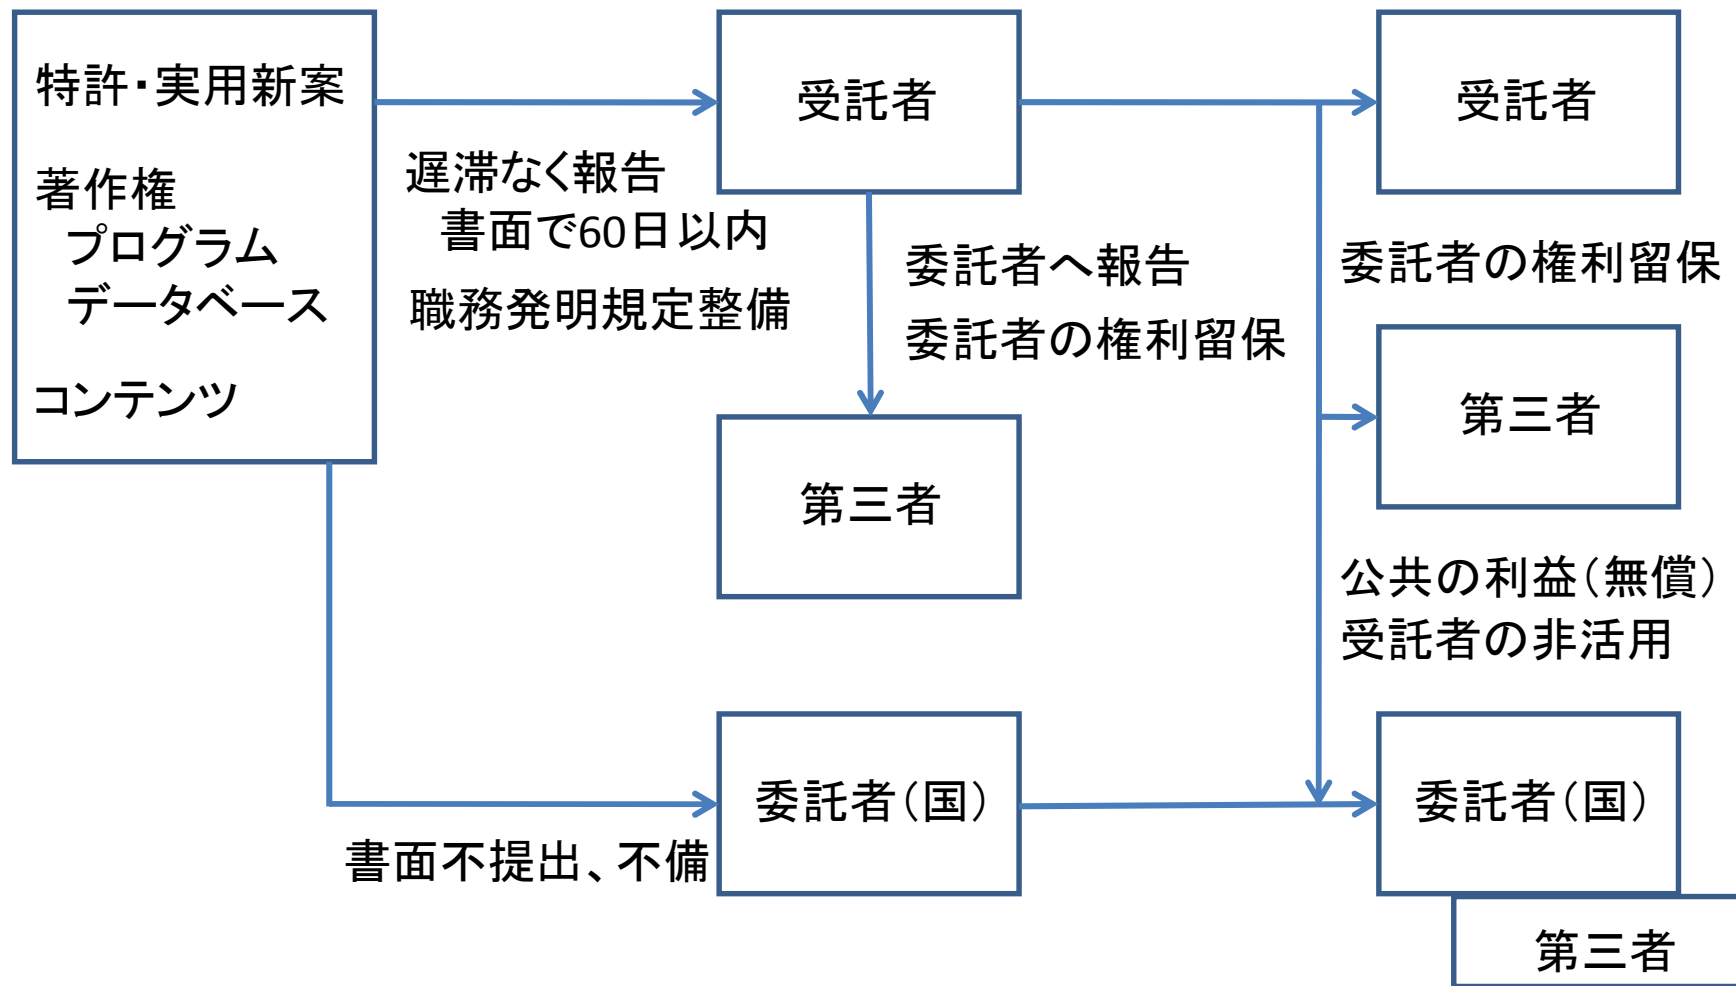 特許・実用新案
著作権
プログラム
データベース
コンテンツ
遅滞なく報告
書面で60日以内
職務発明規定整備
書面不提出、不備
受託者
委託者へ報告
委託者の権利留保
第三者
委託者(国)
受託者
委託者の権利留保
第三者
公共の利益(無償)
受託者の非活用
委託者(国)
第三者